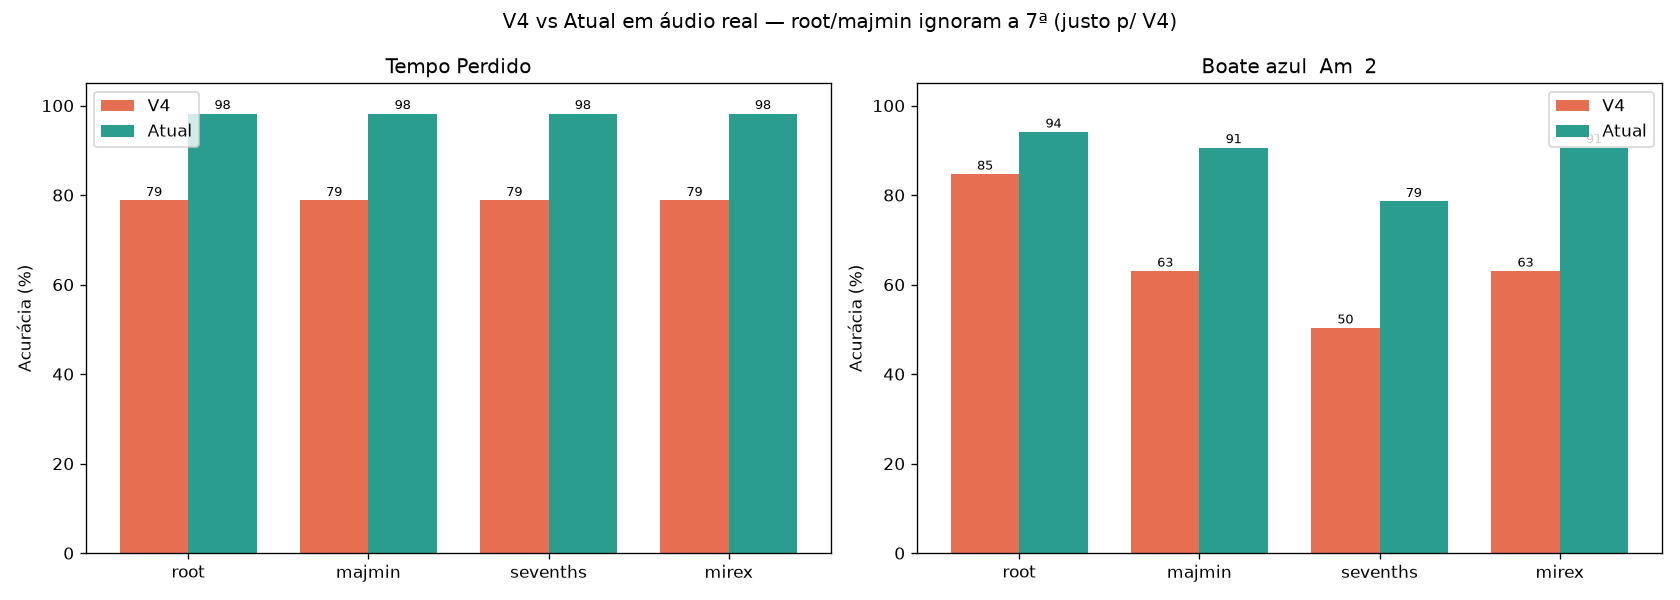 V4 vs Atual em áudio real — root/majmin ignoram a 7ª (justo p/ V4)
Tempo Perdido
Acurácia (%)
100
80
60
40
20
0
V4
Atual
79
98
79
98
79
98
79
98
root
majmin
sevenths
mirex
Boate azul  Am  2
Acurácia (%)
100
80
60
40
20
0
V4
Atual
85
94
63
91
50
79
63
91
root
majmin
sevenths
mirex